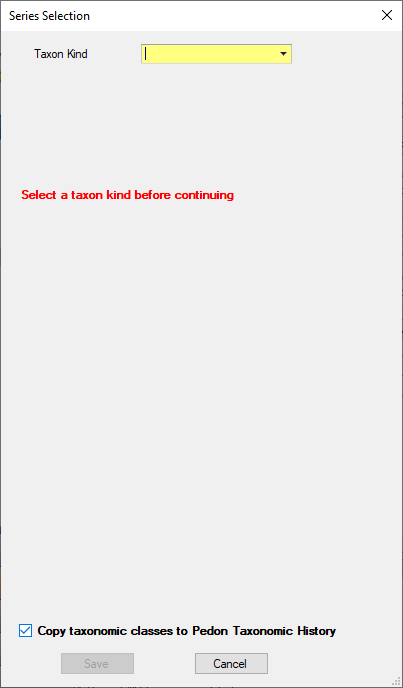 Series Selection
Taxon Kind
Select a taxon kind before continuing
Copy taxonomic classes to Pedon Taxonomic History
Save
Cancel